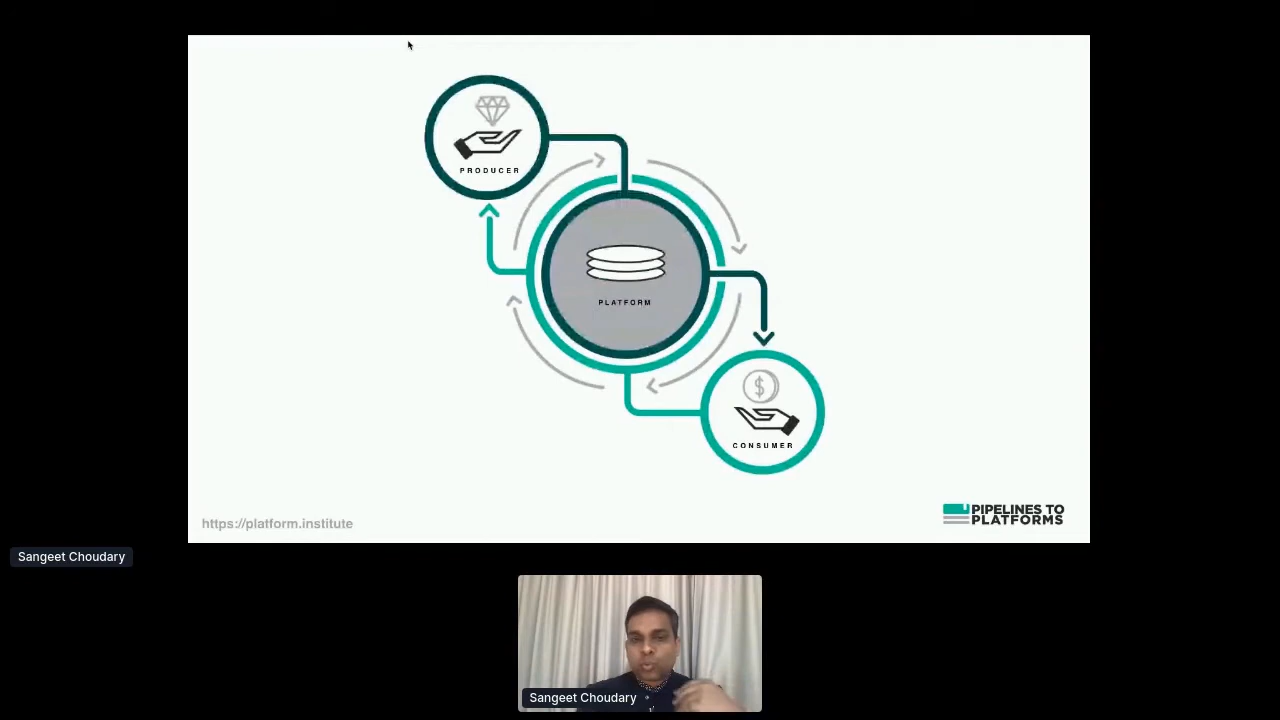 PRODUCER
PLATFORM
$
CONSUMER
https://platform.institute
PIPELINES TO
PLATFORMS
Sangeet Choudary
Sangeet Choudary